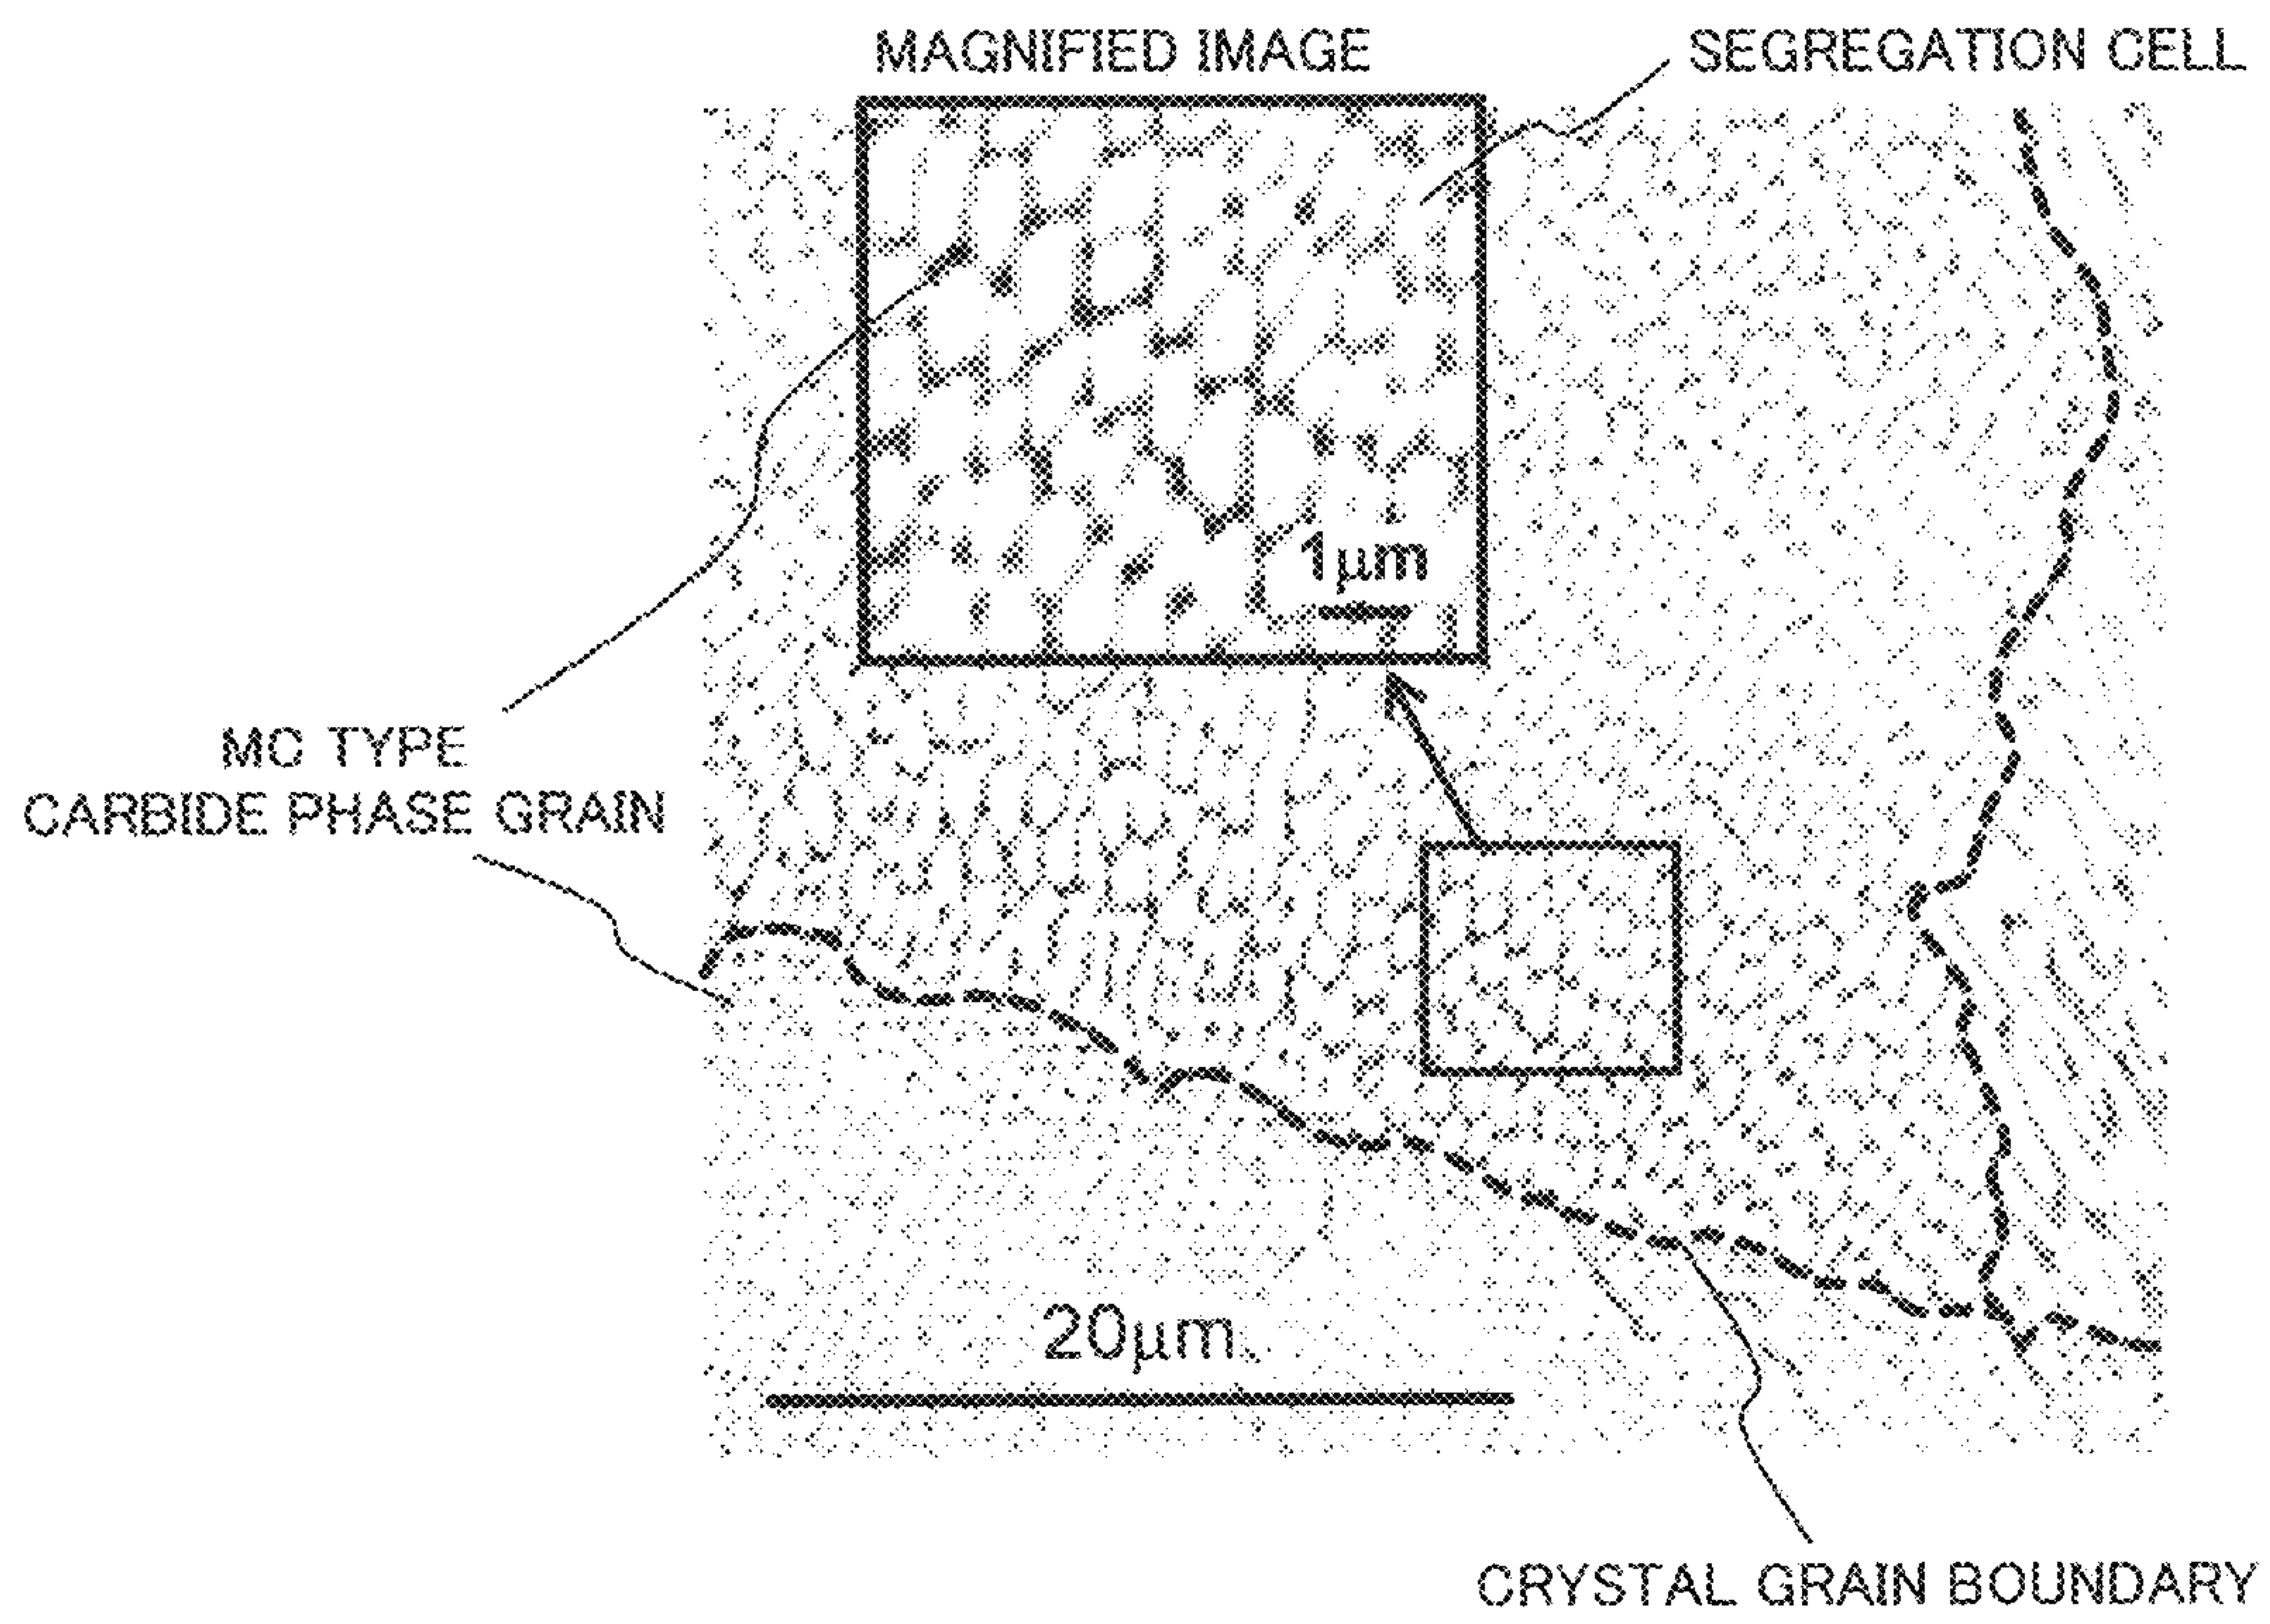 MAGNIFIED IMAGE
SEGREGATION CELL
1μm
MC TYPE
CARBIDE PHASE GRAIN
20μm
CRYSTAL GRAIN BOUNDARY